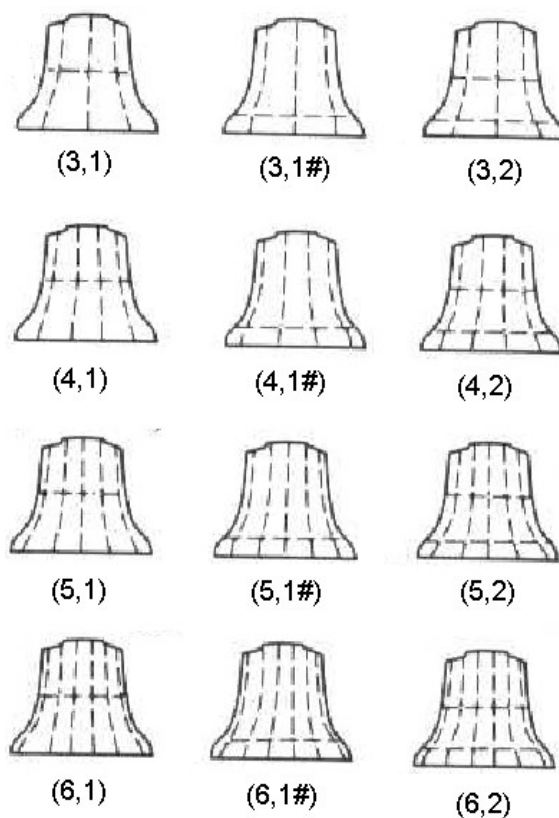 (3,1) (3,1#) (3,2)
(4,1) (4,1#) (4,2)
(5,1) (5,1#) (5,2)
(6,1) (6,1#) (6,2)